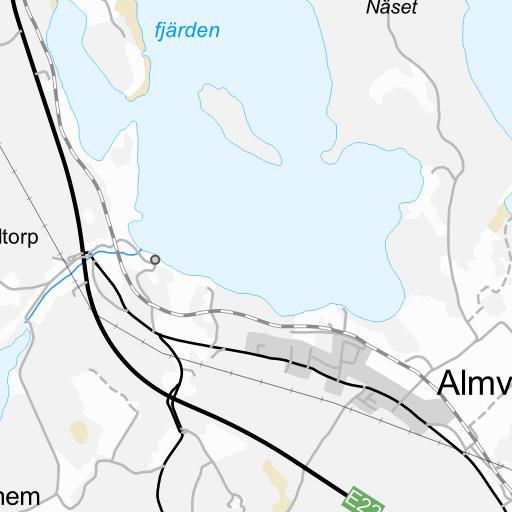 Näset
fjärden
ltorp
Almv
hem
E22